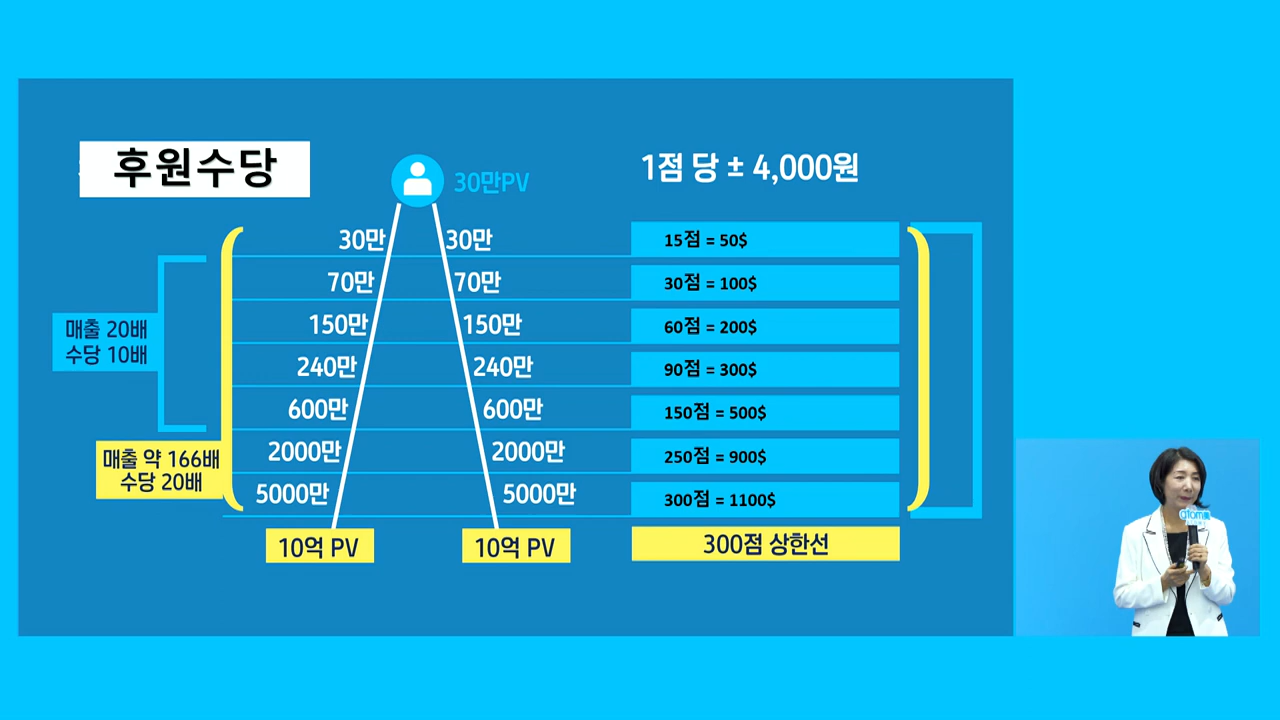 후원수당
30만PV
1점 당 ± 4,000원
30만 30만 15점 = 50$
70만 70만 30점 = 100$
150만 150만 60점 = 200$
240만 240만 90점 = 300$
600만 600만 150점 = 500$
2000만 2000만 250점 = 900$
5000만 5000만 300점 = 1100$
매출 20배
수당 10배
매출 약 166배
수당 20배
10억 PV 10억 PV 300점 상한선
atom美